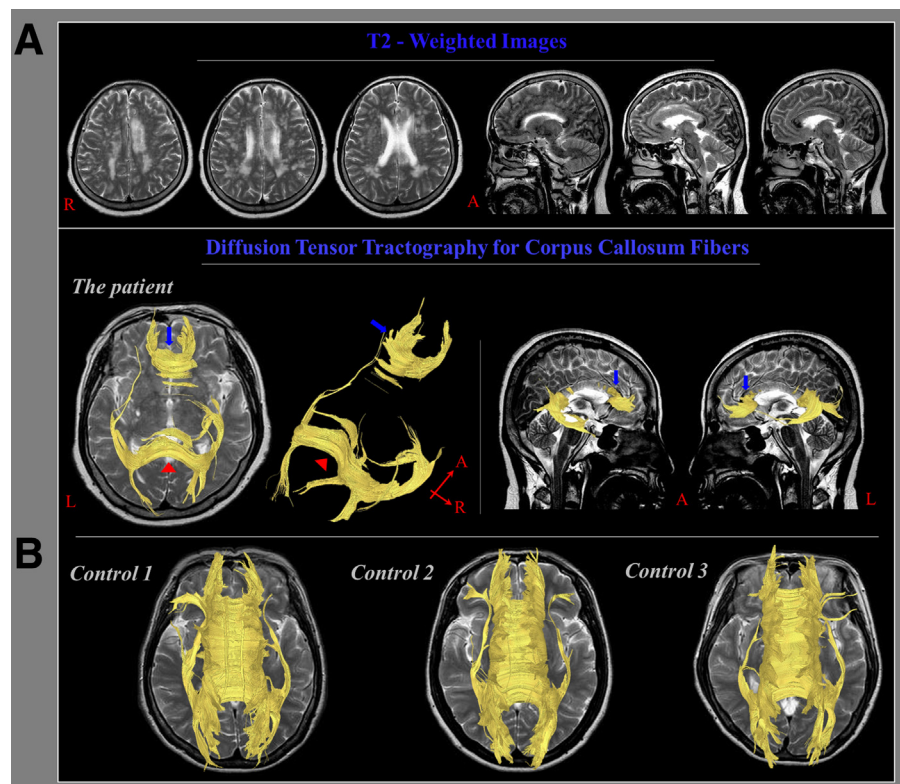 A
T2 - Weighted Images
R
A
Diffusion Tensor Tractography for Corpus Callosum Fibers
The patient
A
R
L
A
L
B
Control 1
Control 2
Control 3